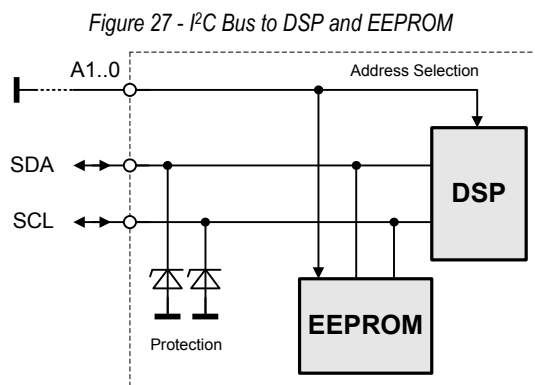 Figure 27 - I²C Bus to DSP and EEPROM
A1..0
Address Selection
SDA
DSP
SCL
EEPROM
Protection